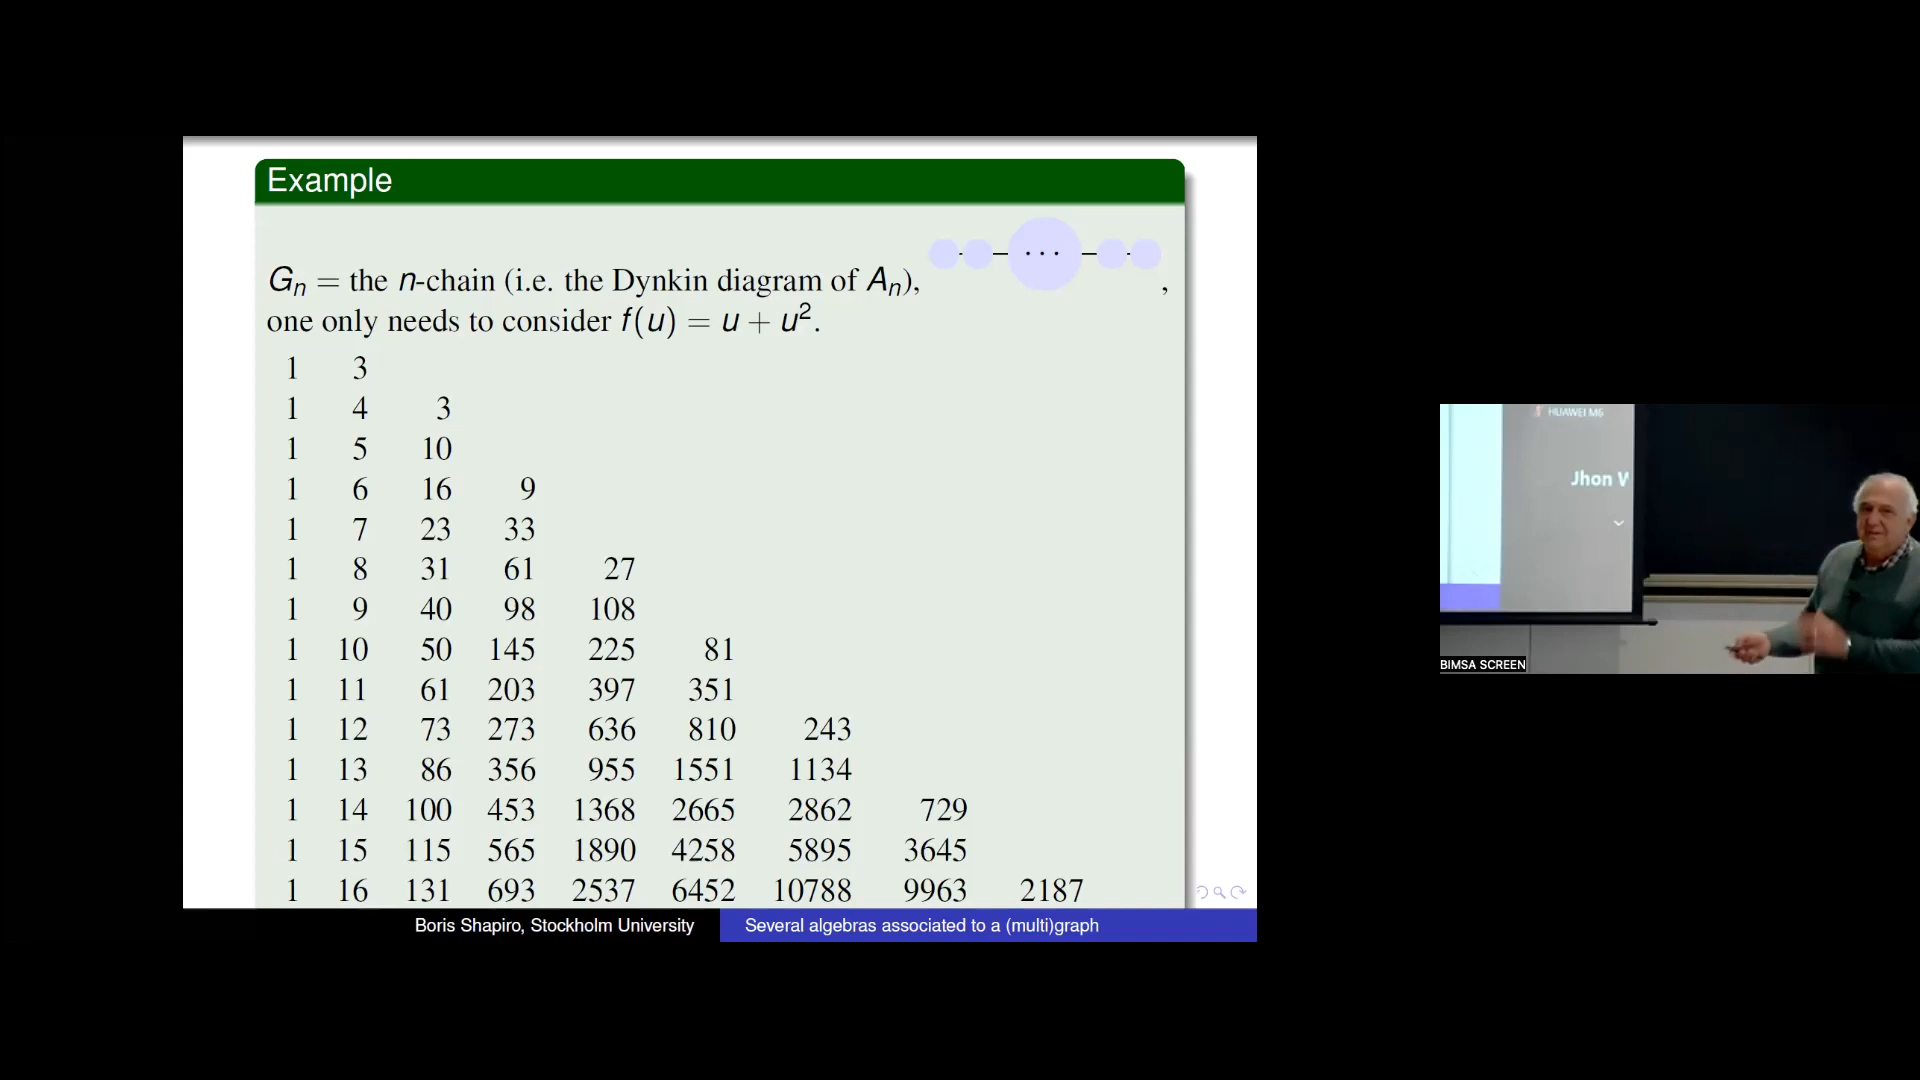 Example
···
Gₙ = the n-chain (i.e. the Dynkin diagram of Aₙ), ,
one only needs to consider f(u) = u + u².
1 3
1 4 3
1 5 10
1 6 16 9
1 7 23 33
1 8 31 61 27
1 9 40 98 108
1 10 50 145 225 81
1 11 61 203 397 351
1 12 73 273 636 810 243
1 13 86 356 955 1551 1134
1 14 100 453 1368 2665 2862 729
1 15 115 565 1890 4258 5895 3645
1 16 131 693 2537 6452 10788 9963 2187
Boris Shapiro, Stockholm University
Several algebras associated to a (multi)graph
HUAWEI M6
Jhon V
BIMSA SCREEN